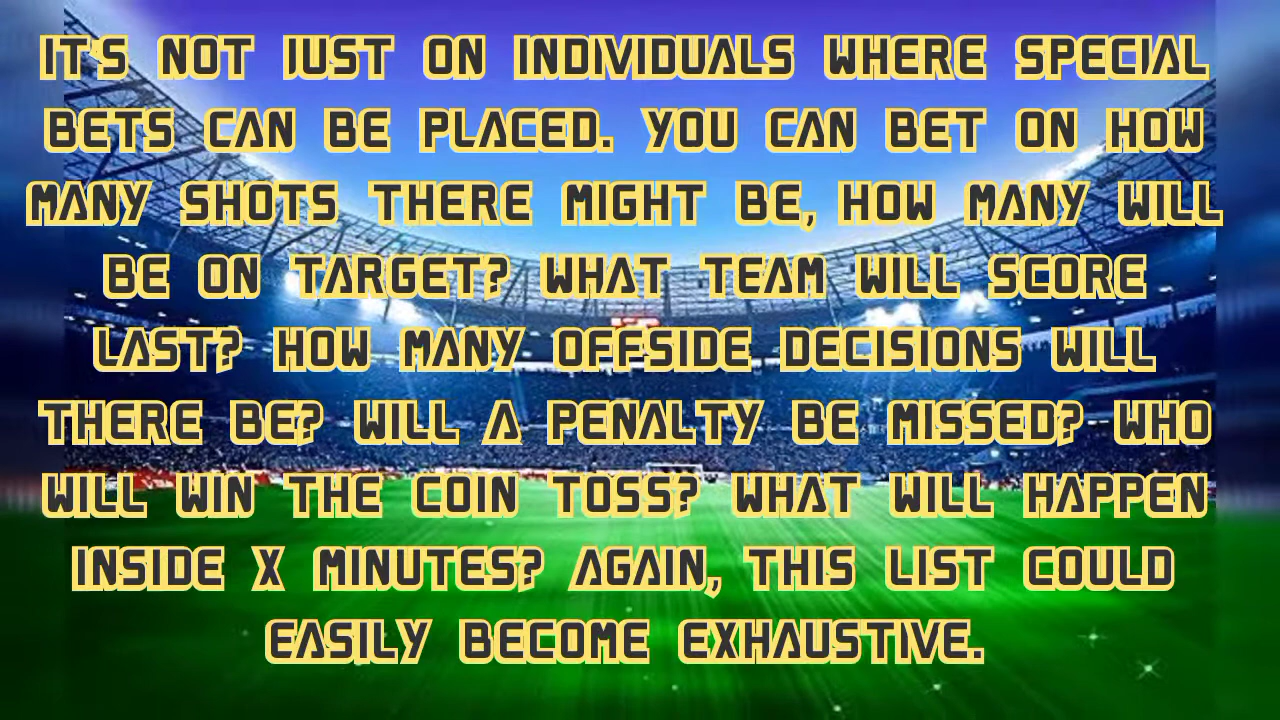 IT'S NOT JUST ON INDIVIDUALS WHERE SPECIAL
BETS CAN BE PLACED. YOU CAN BET ON HOW
MANY SHOTS THERE MIGHT BE, HOW MANY WILL
BE ON TARGET? WHAT TEAM WILL SCORE
LAST? HOW MANY OFFSIDE DECISIONS WILL
THERE BE? WILL A PENALTY BE MISSED? WHO
WILL WIN THE COIN TOSS? WHAT WILL HAPPEN
INSIDE X MINUTES? AGAIN, THIS LIST COULD
EASILY BECOME EXHAUSTIVE.